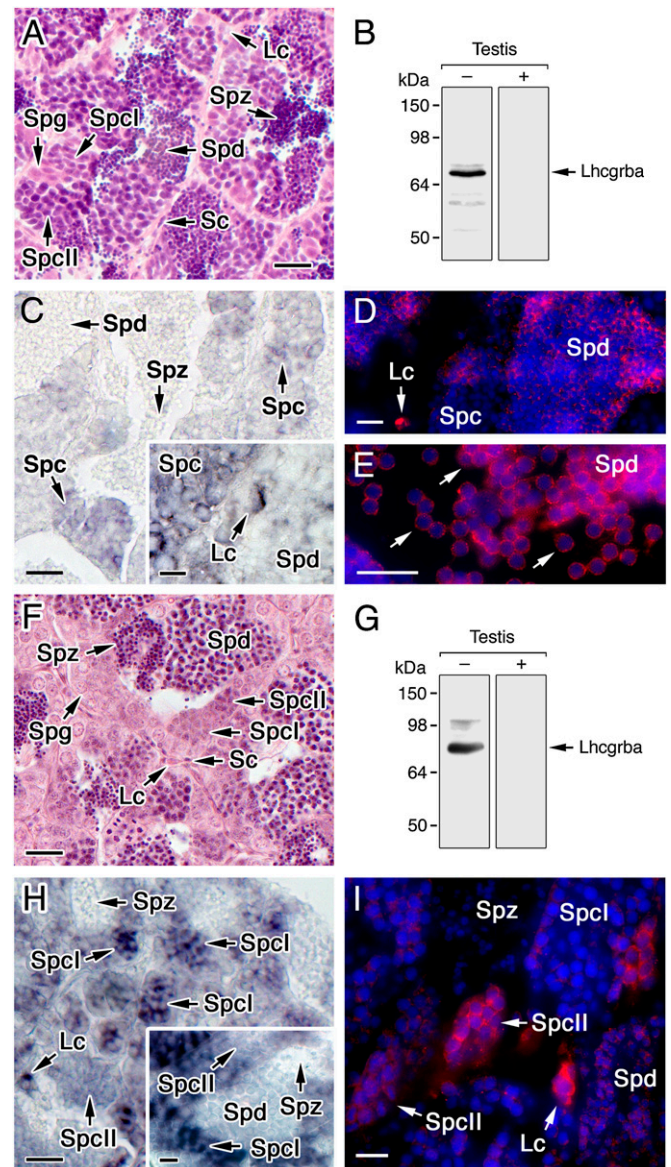 A
Lc
Spz
Spg
SpcI
Spd
SpcII
Sc
B
Testis
kDa
– +
150 -
98 -
Lhcgrba
64 -
50 -
C
Spd
Spz
Spc
Spc
Spc
Lc
Spd
D
Spd
Lc
Spc
E
Spd
F
Spz
Spd
SpcII
Spg
SpcI
Sc
Lc
G
Testis
kDa
– +
150 -
98 -
Lhcgrba
64 -
50 -
H
Spz
SpcI
SpcI
SpcI
Lc
SpcII
SpcII
Spd
Spz
SpcI
I
Spz
SpcI
SpcII
Spd
SpcII
Lc